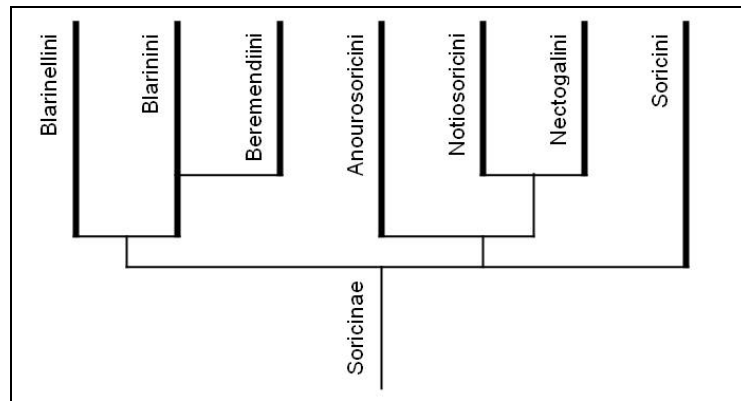 Blarinellini
Blarinini
Beremendiini
Anourosoricini
Notiosoricini
Nectogalini
Soricini
Soricinae